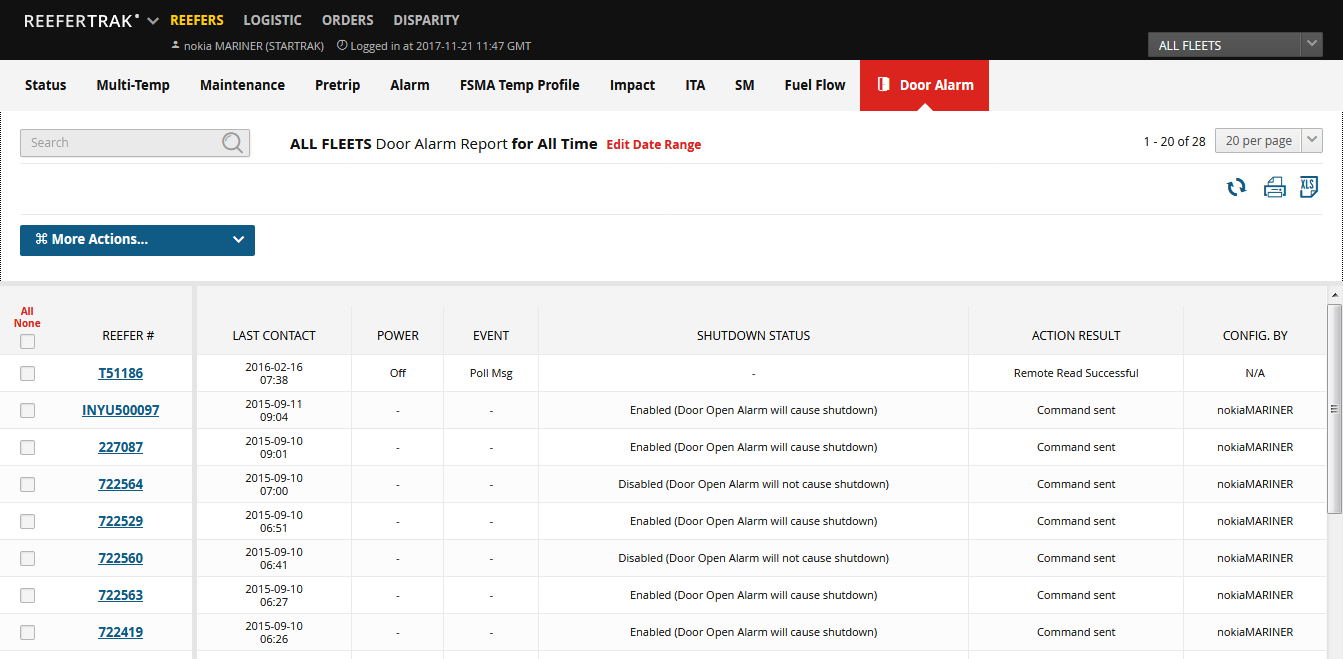 REEFERTRAK REEFERS LOGISTIC ORDERS DISPARITY
nokia MARINER (STARTRAK) Logged in at 2017-11-21 11:47 GMT
ALL FLEETS
Status Multi-Temp Maintenance Pretrip Alarm FSMA Temp Profile Impact ITA SM Fuel Flow Door Alarm
Search ALL FLEETS Door Alarm Report for All Time Edit Date Range 1 - 20 of 28 20 per page
XLS
⌘ More Actions...
All
None
REEFER # LAST CONTACT POWER EVENT SHUTDOWN STATUS ACTION RESULT CONFIG. BY
T51186 2016-02-16 07:38 Off Poll Msg - Remote Read Successful N/A
INYU500097 2015-09-11 09:04 - - Enabled (Door Open Alarm will cause shutdown) Command sent nokiaMARINER
227087 2015-09-10 09:01 - - Enabled (Door Open Alarm will cause shutdown) Command sent nokiaMARINER
722564 2015-09-10 07:00 - - Disabled (Door Open Alarm will not cause shutdown) Command sent nokiaMARINER
722529 2015-09-10 06:51 - - Enabled (Door Open Alarm will cause shutdown) Command sent nokiaMARINER
722560 2015-09-10 06:41 - - Disabled (Door Open Alarm will not cause shutdown) Command sent nokiaMARINER
722563 2015-09-10 06:27 - - Enabled (Door Open Alarm will cause shutdown) Command sent nokiaMARINER
722419 2015-09-10 06:26 - - Enabled (Door Open Alarm will cause shutdown) Command sent nokiaMARINER